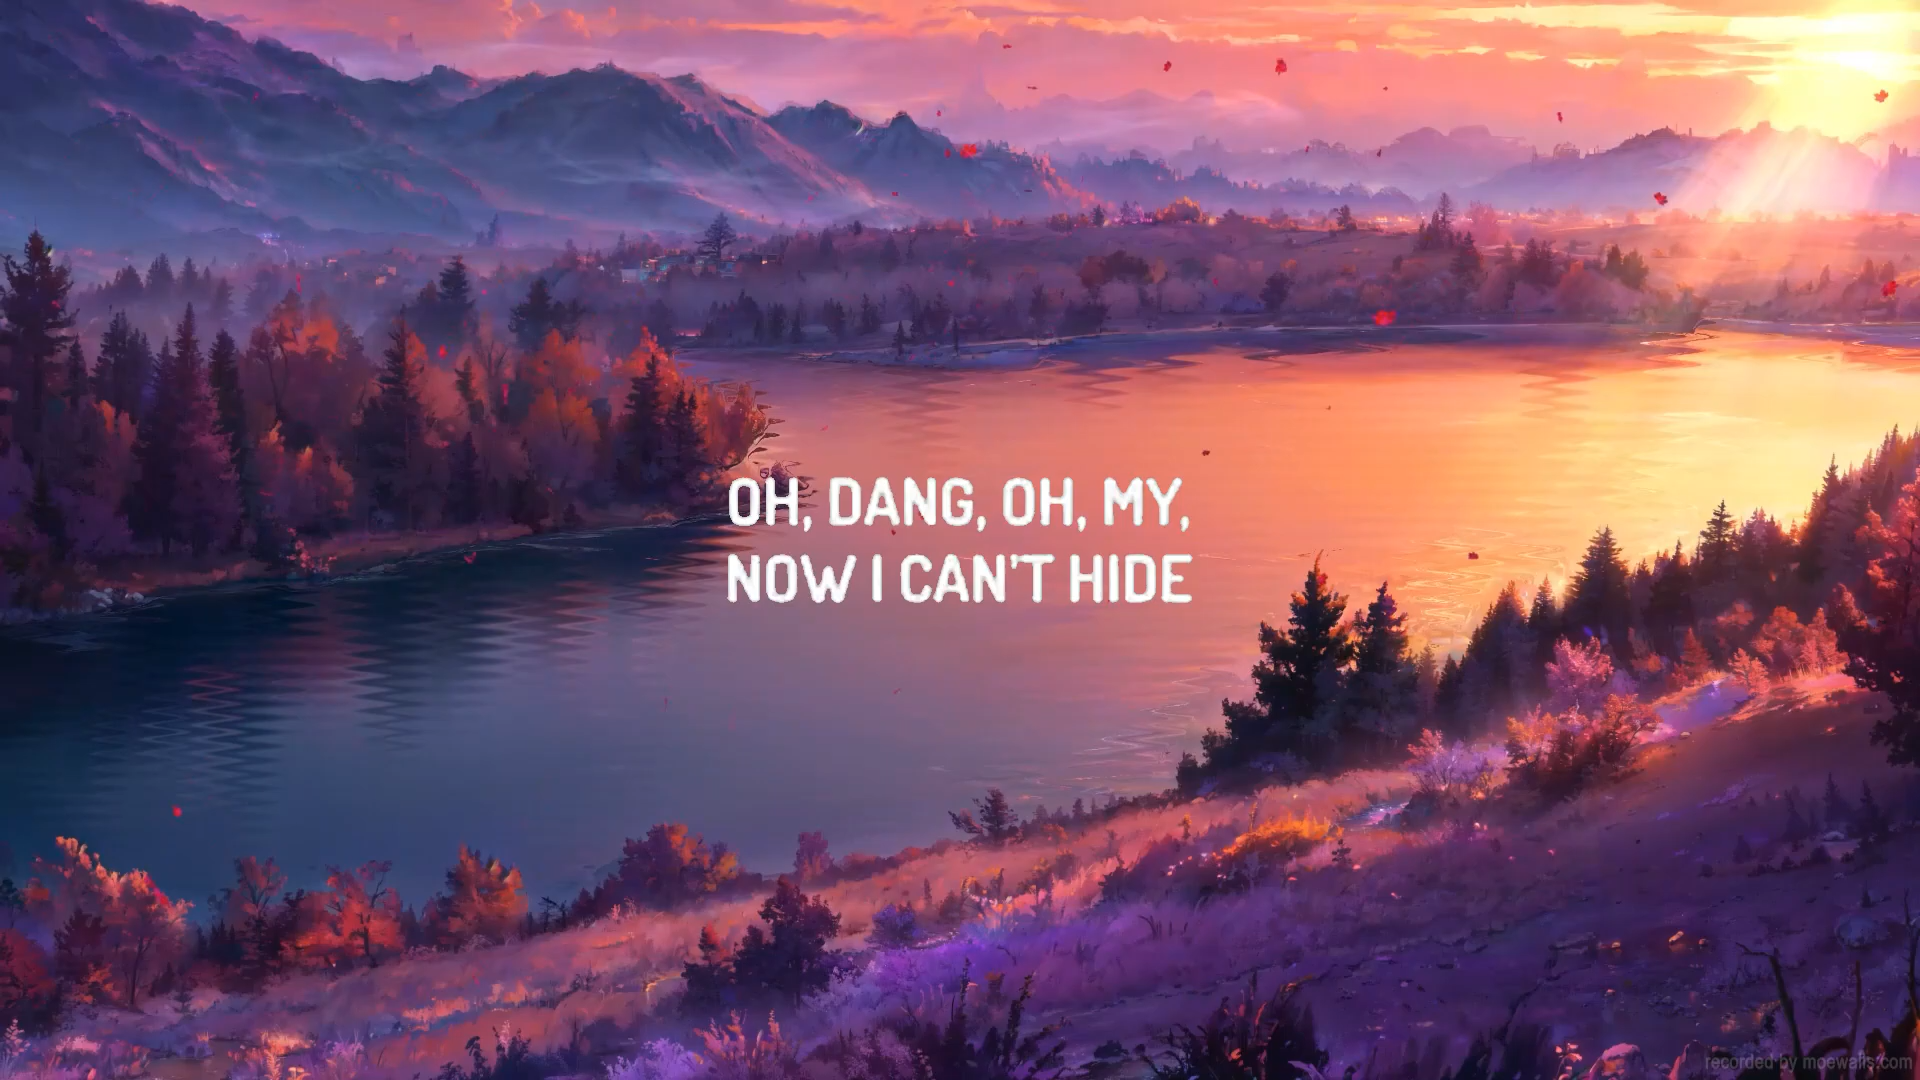 OH, DANG, OH, MY,
NOW I CAN'T HIDE
recorded by moewalls.com